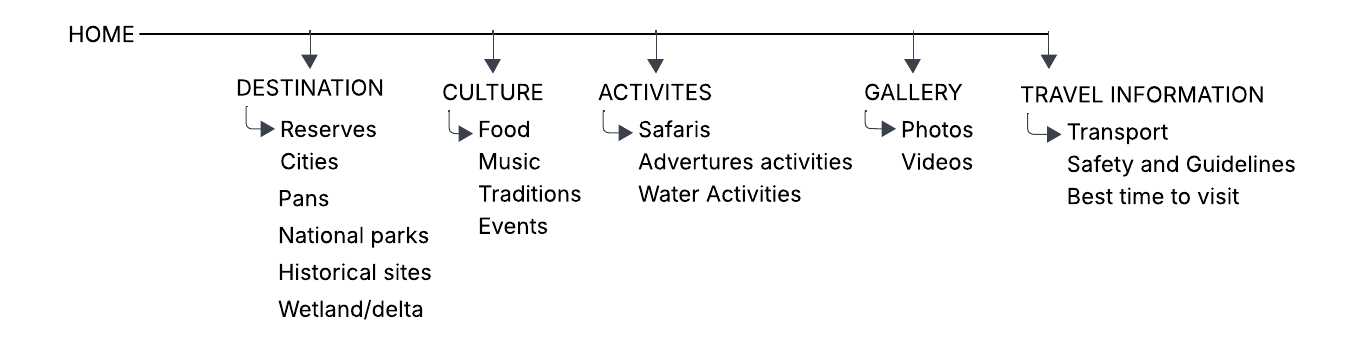 HOME
DESTINATION
Reserves
Cities
Pans
National parks
Historical sites
Wetland/delta
CULTURE
Food
Music
Traditions
Events
ACTIVITES
Safaris
Advertures activities
Water Activities
GALLERY
Photos
Videos
TRAVEL INFORMATION
Transport
Safety and Guidelines
Best time to visit